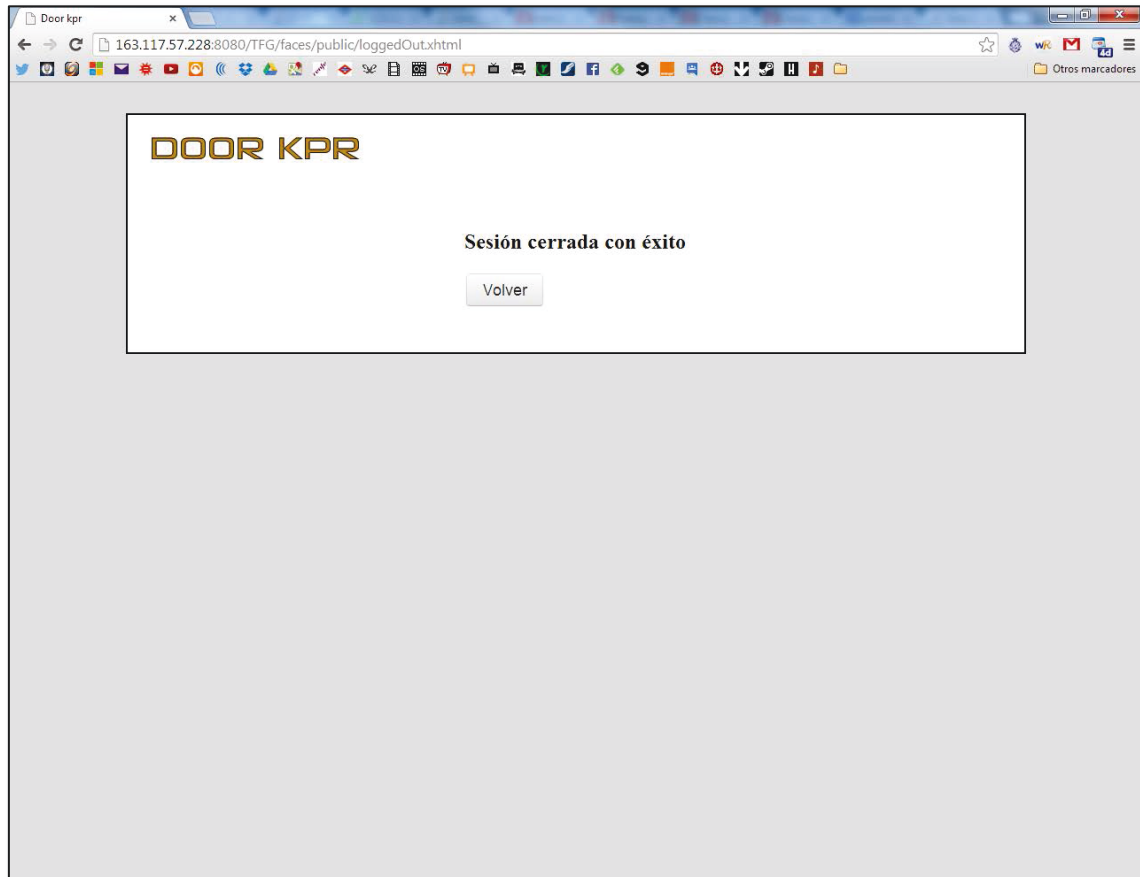 Door kpr
163.117.57.228:8080/TFG/faces/public/loggedOut.xhtml
Otros marcadores
DOOR KPR
Sesión cerrada con éxito
Volver